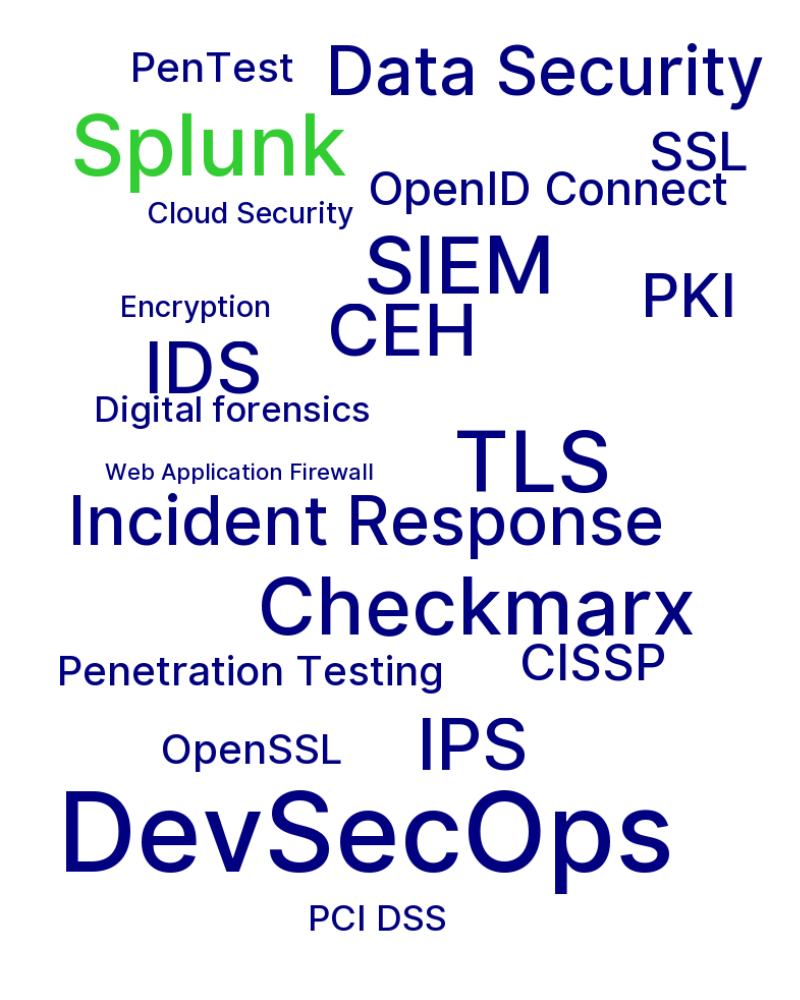 PenTest
Data Security
Splunk
SSL
OpenID Connect
Cloud Security
SIEM
PKI
Encryption
CEH
IDS
Digital forensics
TLS
Web Application Firewall
Incident Response
Checkmarx
CISSP
Penetration Testing
IPS
OpenSSL
DevSecOps
PCI DSS